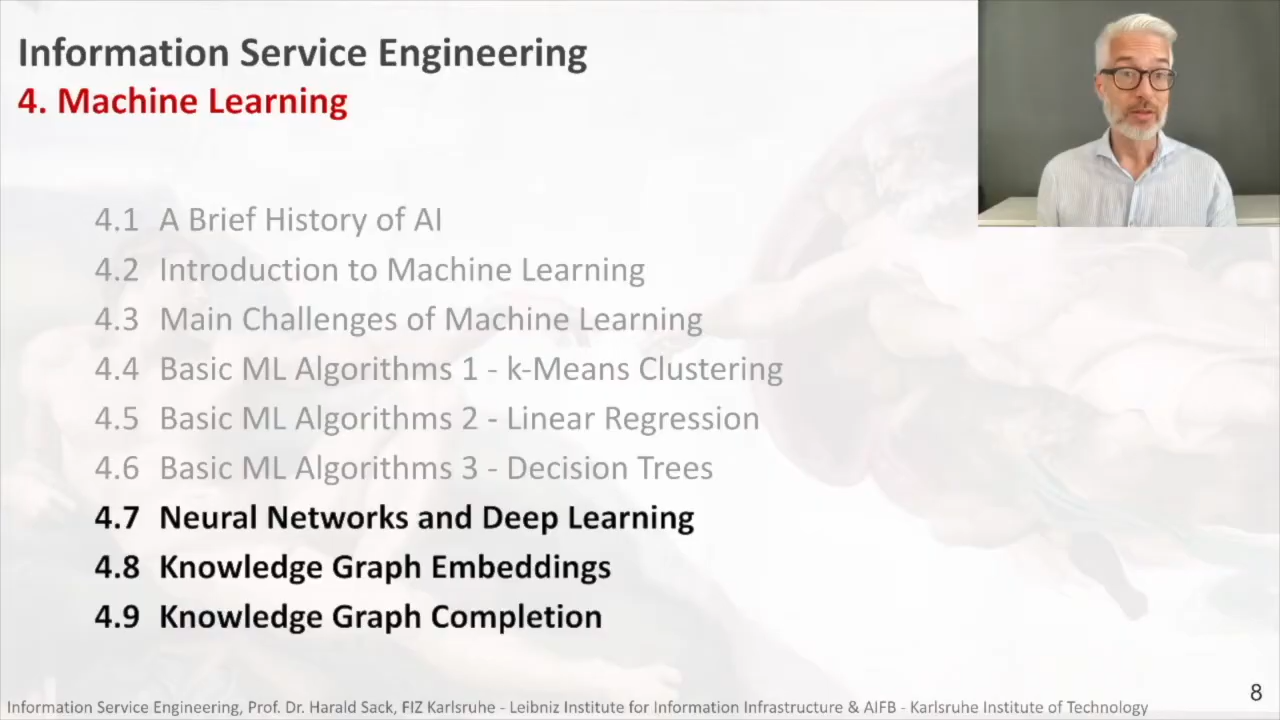 Information Service Engineering
4. Machine Learning
4.1 A Brief History of AI
4.2 Introduction to Machine Learning
4.3 Main Challenges of Machine Learning
4.4 Basic ML Algorithms 1 - k-Means Clustering
4.5 Basic ML Algorithms 2 - Linear Regression
4.6 Basic ML Algorithms 3 - Decision Trees
4.7 Neural Networks and Deep Learning
4.8 Knowledge Graph Embeddings
4.9 Knowledge Graph Completion
8
Information Service Engineering, Prof. Dr. Harald Sack, FIZ Karlsruhe - Leibniz Institute for Information Infrastructure & AIFB - Karlsruhe Institute of Technology